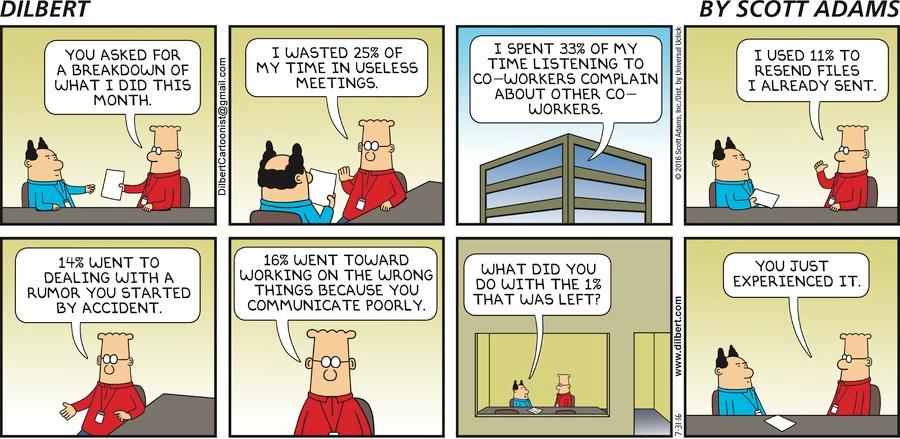 DILBERT
BY SCOTT ADAMS
YOU ASKED FOR
A BREAKDOWN OF
WHAT I DID THIS
MONTH.
DilbertCartoonist@gmail.com
I WASTED 25% OF
MY TIME IN USELESS
MEETINGS.
I SPENT 33% OF MY
TIME LISTENING TO
CO-WORKERS COMPLAIN
ABOUT OTHER CO-
WORKERS.
© 2016 Scott Adams, Inc./Dist. by Universal Uclick
I USED 11% TO
RESEND FILES
I ALREADY SENT.
14% WENT TO
DEALING WITH A
RUMOR YOU STARTED
BY ACCIDENT.
16% WENT TOWARD
WORKING ON THE WRONG
THINGS BECAUSE YOU
COMMUNICATE POORLY.
WHAT DID YOU
DO WITH THE 1%
THAT WAS LEFT?
7-31-16
www.dilbert.com
YOU JUST
EXPERIENCED IT.